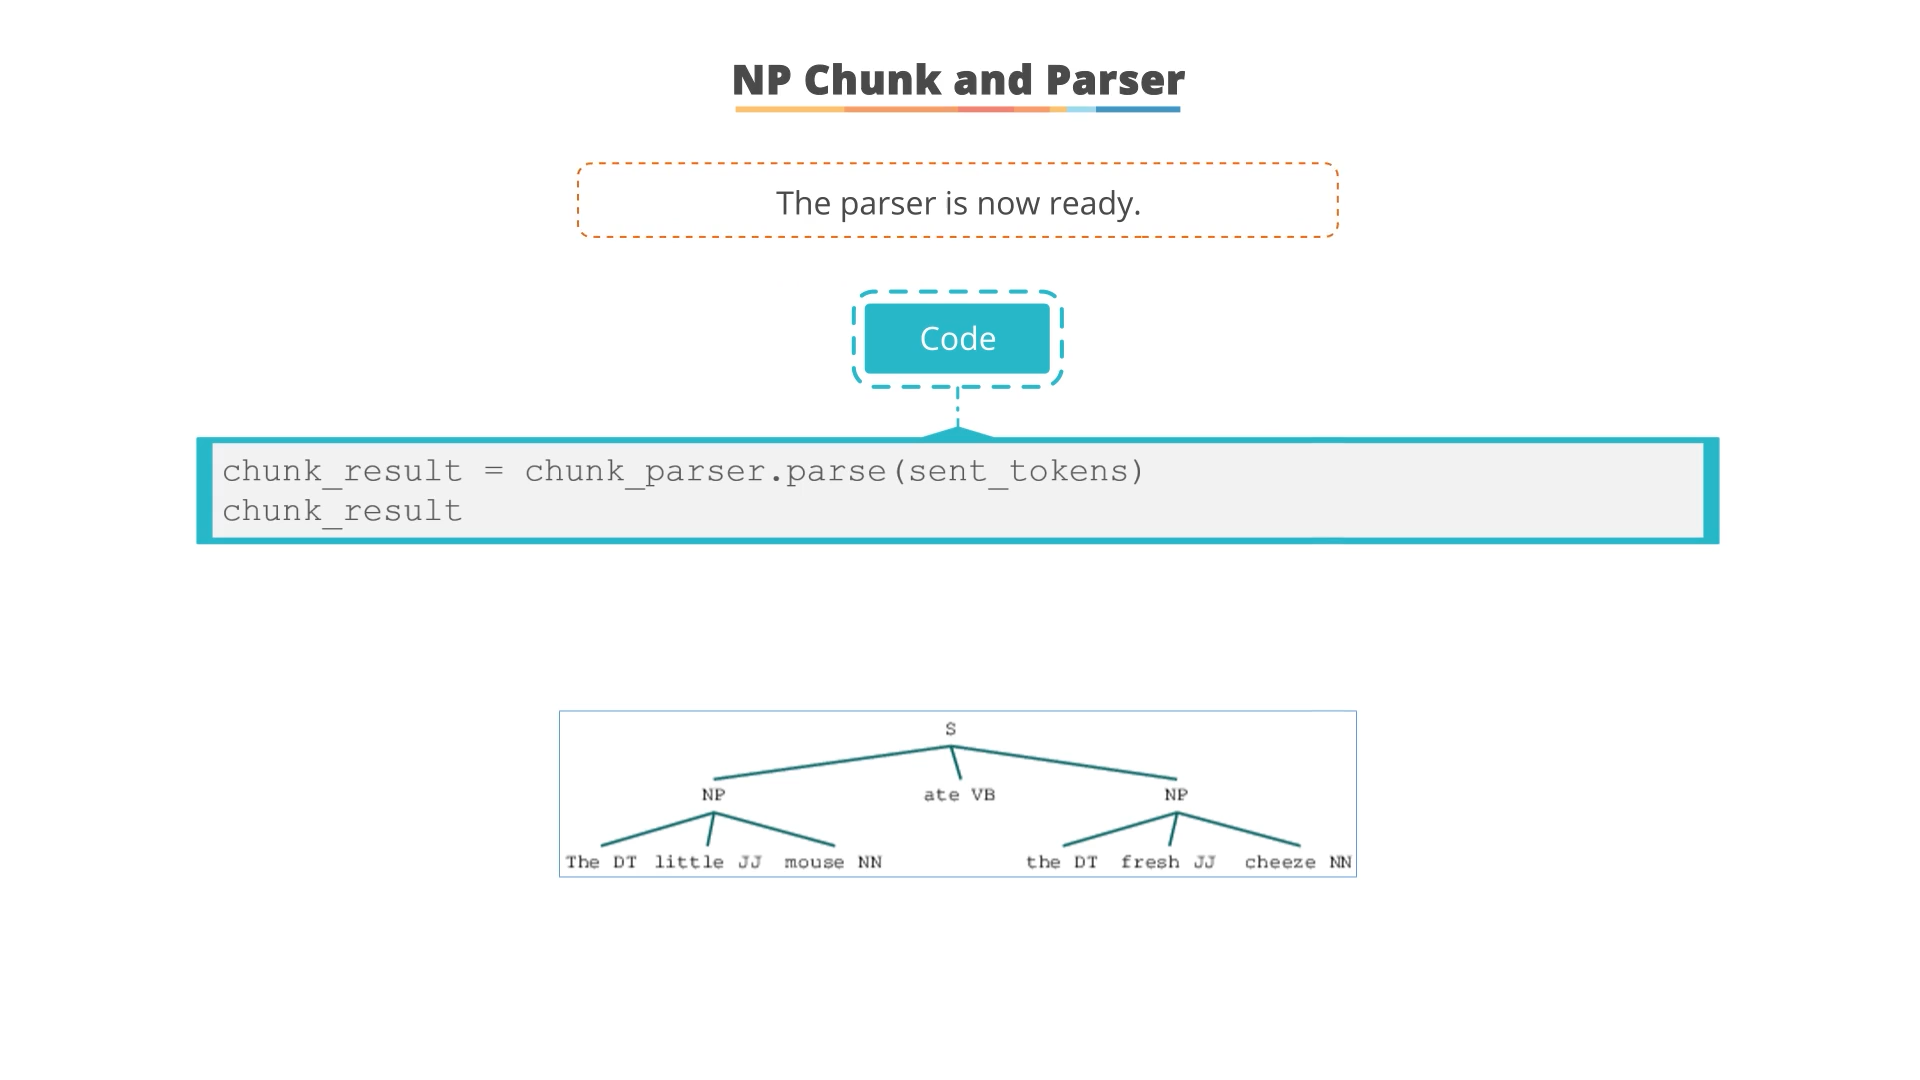 NP Chunk and Parser
The parser is now ready.
Code
chunk_result = chunk_parser.parse(sent_tokens)
chunk_result
S
NP ate VB NP
The DT little JJ mouse NN the DT fresh JJ cheeze NN